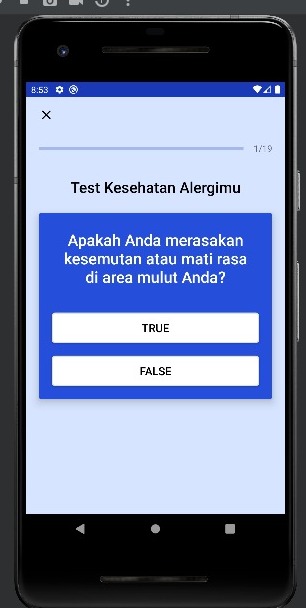 8:53
1/19
Test Kesehatan Alergimu
Apakah Anda merasakan
kesemutan atau mati rasa
di area mulut Anda?
TRUE
FALSE